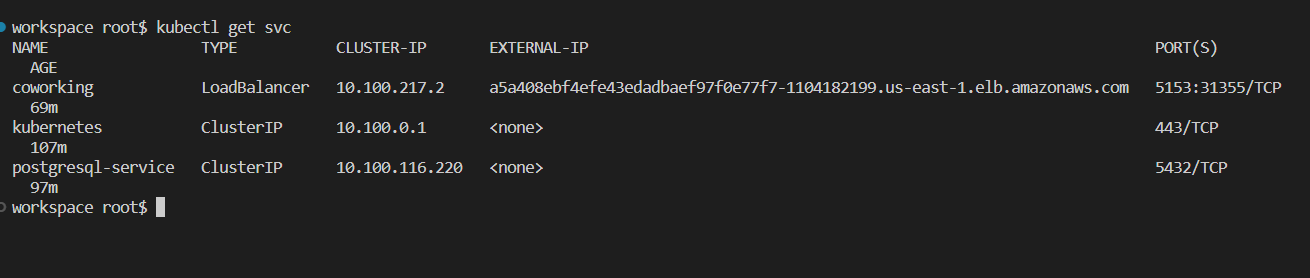 workspace root$ kubectl get svc
NAME TYPE CLUSTER-IP EXTERNAL-IP PORT(S)
AGE
coworking LoadBalancer 10.100.217.2 a5a408ebf4efe43edadbaef97f0e77f7-1104182199.us-east-1.elb.amazonaws.com 5153:31355/TCP
69m
kubernetes ClusterIP 10.100.0.1 <none> 443/TCP
107m
postgresql-service ClusterIP 10.100.116.220 <none> 5432/TCP
97m
workspace root$